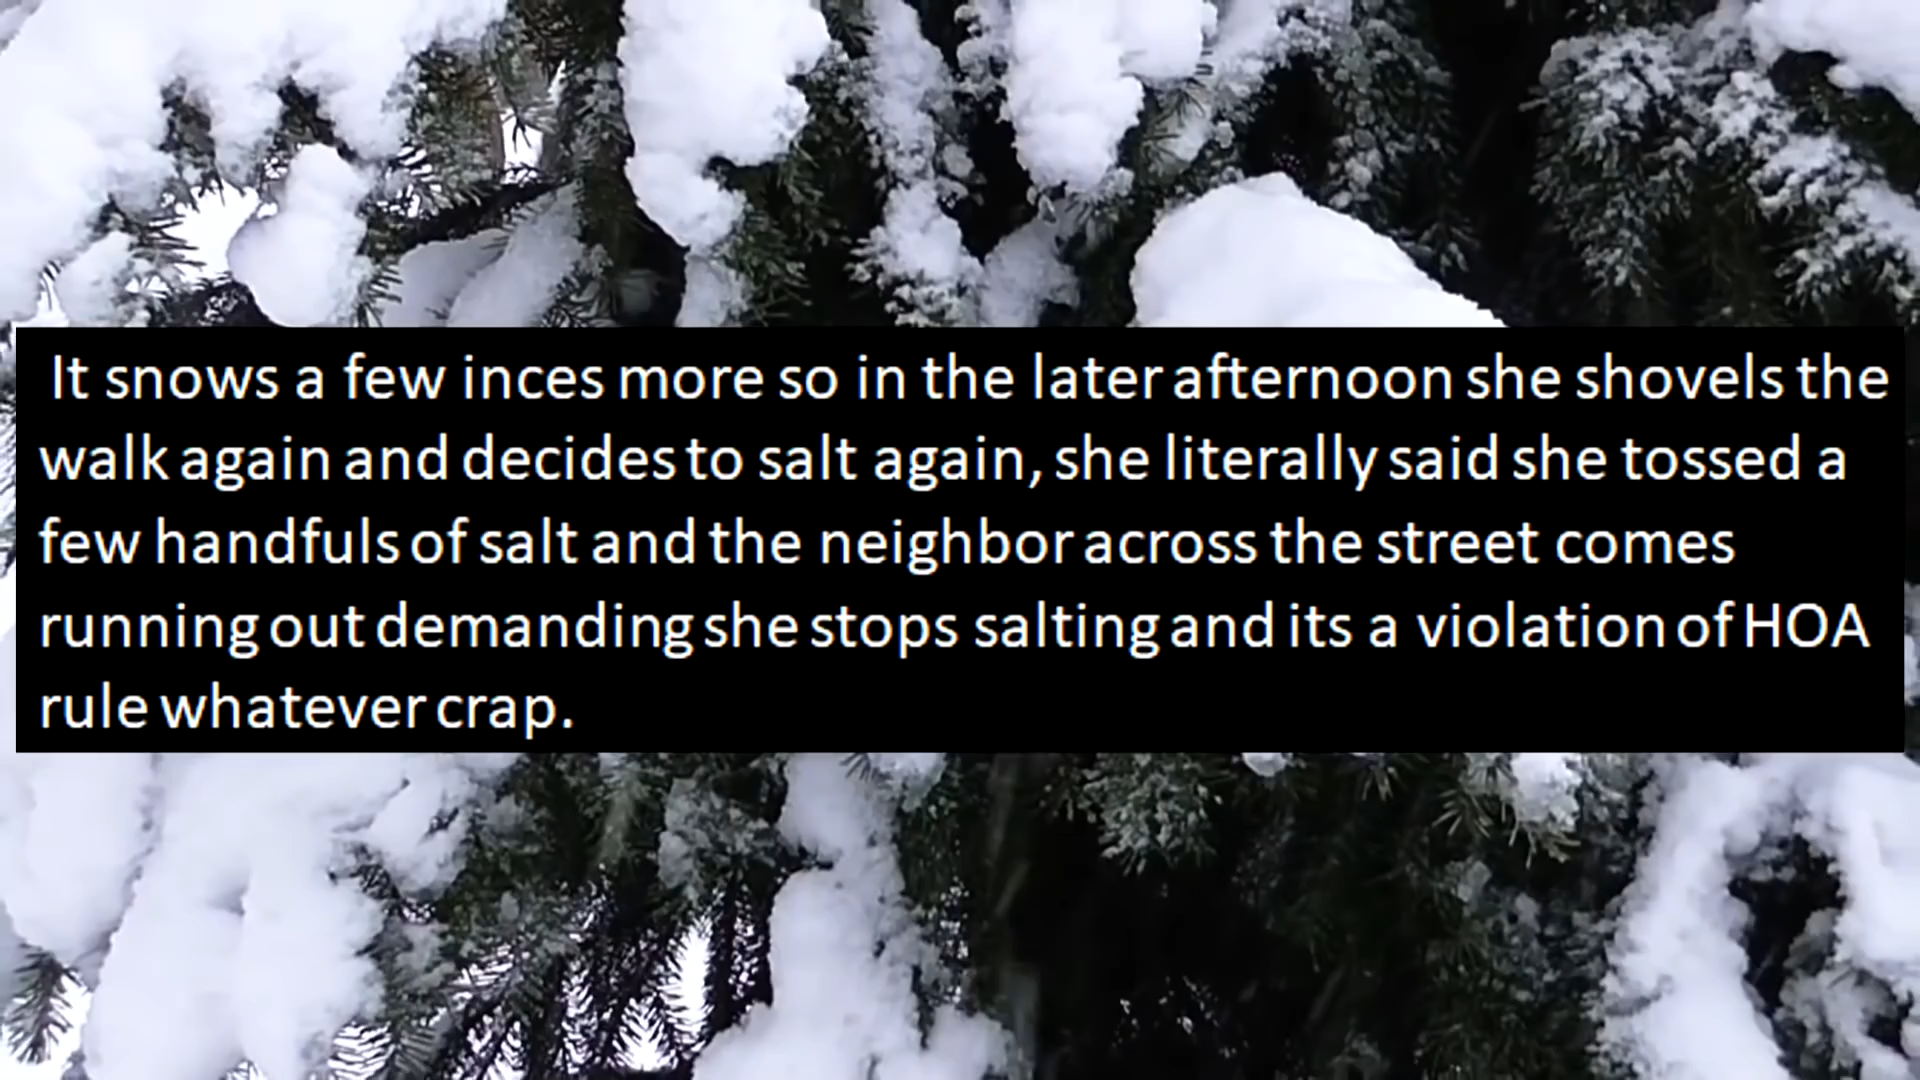 It snows a few inces more so in the later afternoon she shovels the
walk again and decides to salt again, she literally said she tossed a
few handfuls of salt and the neighbor across the street comes
running out demanding she stops salting and its a violation of HOA
rule whatever crap.